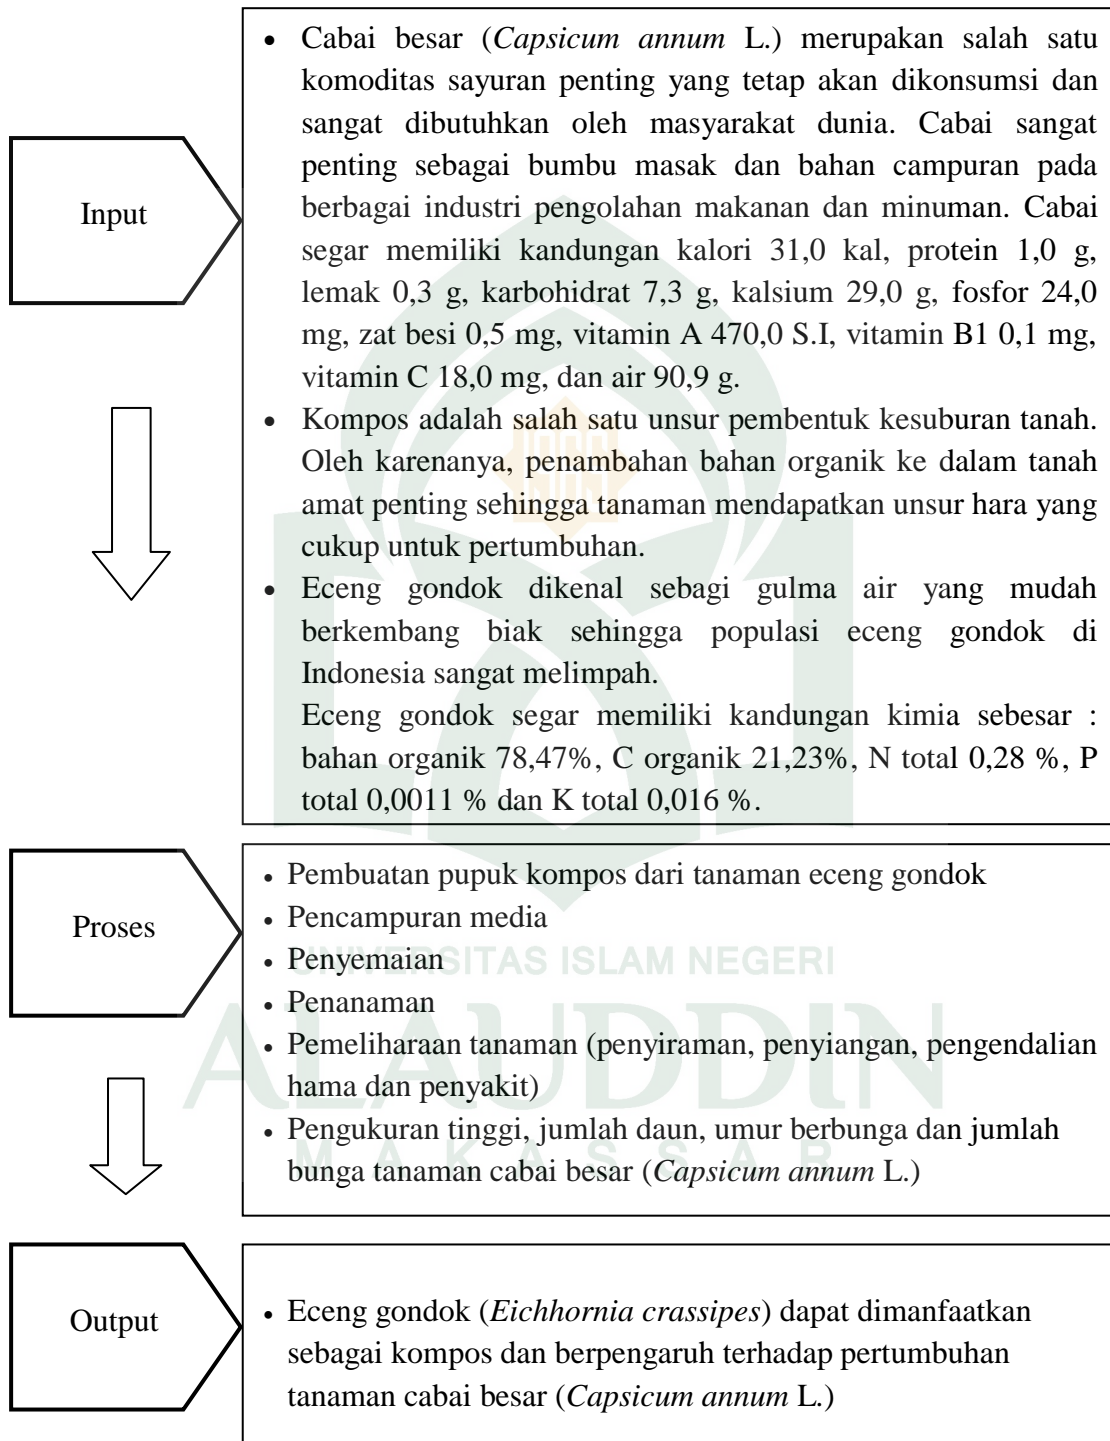 Input
• Cabai besar (Capsicum annum L.) merupakan salah satu
komoditas sayuran penting yang tetap akan dikonsumsi dan
sangat dibutuhkan oleh masyarakat dunia. Cabai sangat
penting sebagai bumbu masak dan bahan campuran pada
berbagai industri pengolahan makanan dan minuman. Cabai
segar memiliki kandungan kalori 31,0 kal, protein 1,0 g,
lemak 0,3 g, karbohidrat 7,3 g, kalsium 29,0 g, fosfor 24,0
mg, zat besi 0,5 mg, vitamin A 470,0 S.I, vitamin B1 0,1 mg,
vitamin C 18,0 mg, dan air 90,9 g.
• Kompos adalah salah satu unsur pembentuk kesuburan tanah.
Oleh karenanya, penambahan bahan organik ke dalam tanah
amat penting sehingga tanaman mendapatkan unsur hara yang
cukup untuk pertumbuhan.
• Eceng gondok dikenal sebagi gulma air yang mudah
berkembang biak sehingga populasi eceng gondok di
Indonesia sangat melimpah.
Eceng gondok segar memiliki kandungan kimia sebesar :
bahan organik 78,47%, C organik 21,23%, N total 0,28 %, P
total 0,0011 % dan K total 0,016 %.
Proses
• Pembuatan pupuk kompos dari tanaman eceng gondok
• Pencampuran media
• Penyemaian
• Penanaman
• Pemeliharaan tanaman (penyiraman, penyiangan, pengendalian
hama dan penyakit)
• Pengukuran tinggi, jumlah daun, umur berbunga dan jumlah
bunga tanaman cabai besar (Capsicum annum L.)
Output
• Eceng gondok (Eichhornia crassipes) dapat dimanfaatkan
sebagai kompos dan berpengaruh terhadap pertumbuhan
tanaman cabai besar (Capsicum annum L.)
UNIVERSITAS ISLAM NEGERI
ALAUDDIN
MAKASSAR